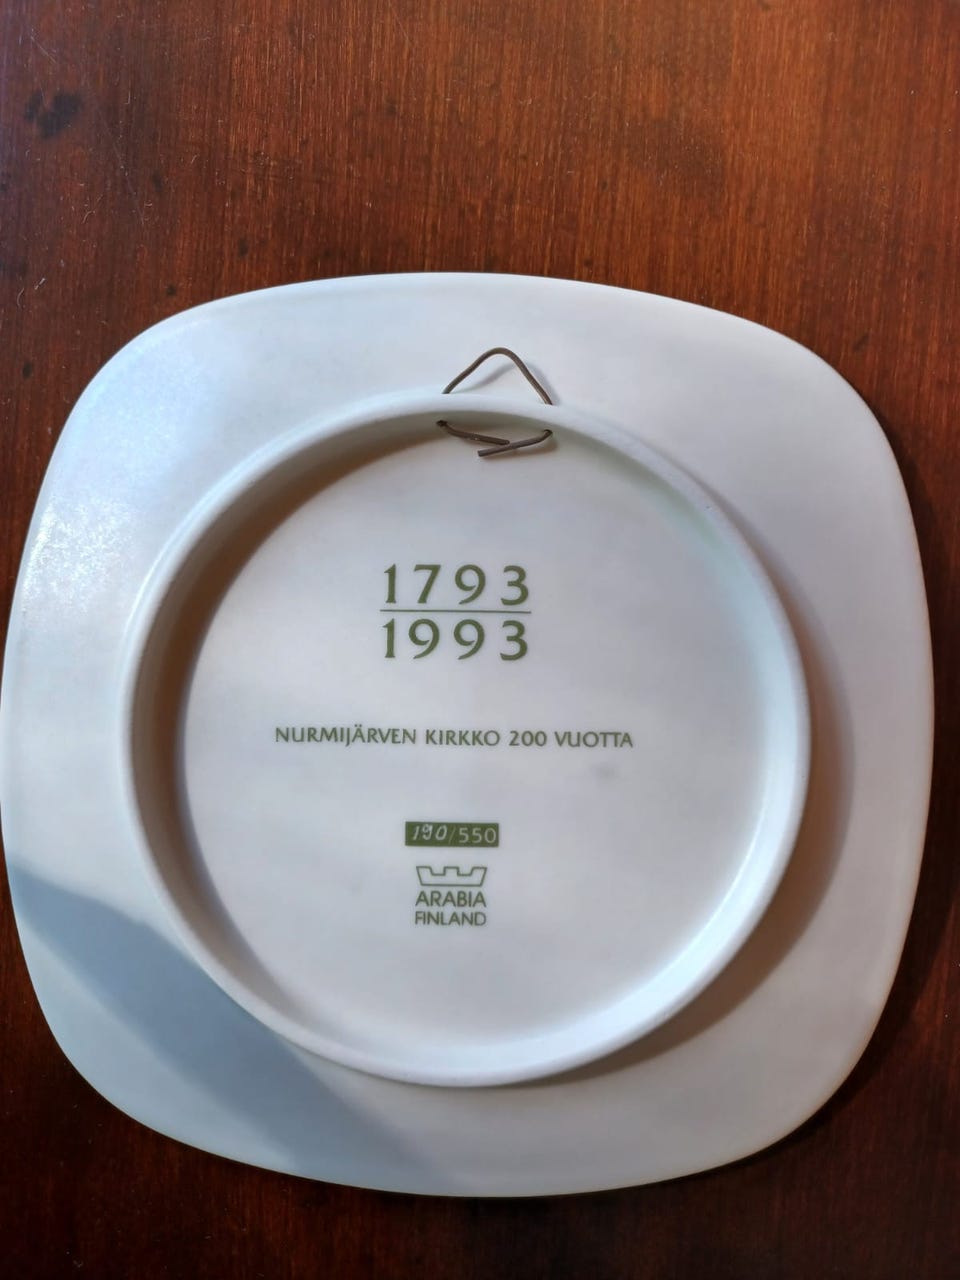 1793
1993
NURMIJÄRVEN KIRKKO 200 VUOTTA
190/550
ARABIA
FINLAND